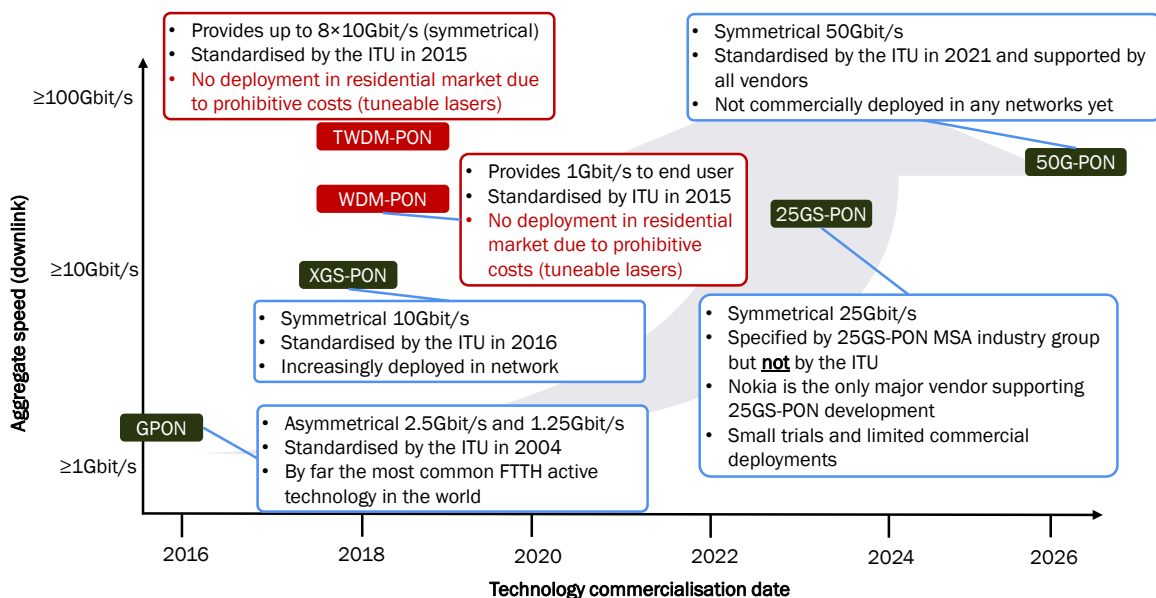 • Provides up to 8×10Gbit/s (symmetrical)
• Standardised by the ITU in 2015
• No deployment in residential market due
to prohibitive costs (tuneable lasers)
• Symmetrical 50Gbit/s
• Standardised by the ITU in 2021 and supported by
all vendors
• Not commercially deployed in any networks yet
≥100Gbit/s
TWDM-PON
50G-PON
• Provides 1Gbit/s to end user
• Standardised by ITU in 2015
• No deployment in residential
market due to prohibitive
costs (tuneable lasers)
WDM-PON
25GS-PON
≥10Gbit/s
XGS-PON
• Symmetrical 10Gbit/s
• Standardised by the ITU in 2016
• Increasingly deployed in network
• Symmetrical 25Gbit/s
• Specified by 25GS-PON MSA industry group
but not by the ITU
• Nokia is the only major vendor supporting
25GS-PON development
• Small trials and limited commercial
deployments
GPON
• Asymmetrical 2.5Gbit/s and 1.25Gbit/s
• Standardised by the ITU in 2004
• By far the most common FTTH active
technology in the world
≥1Gbit/s
Aggregate speed (downlink)
2016
2018
2020
2022
2024
2026
Technology commercialisation date